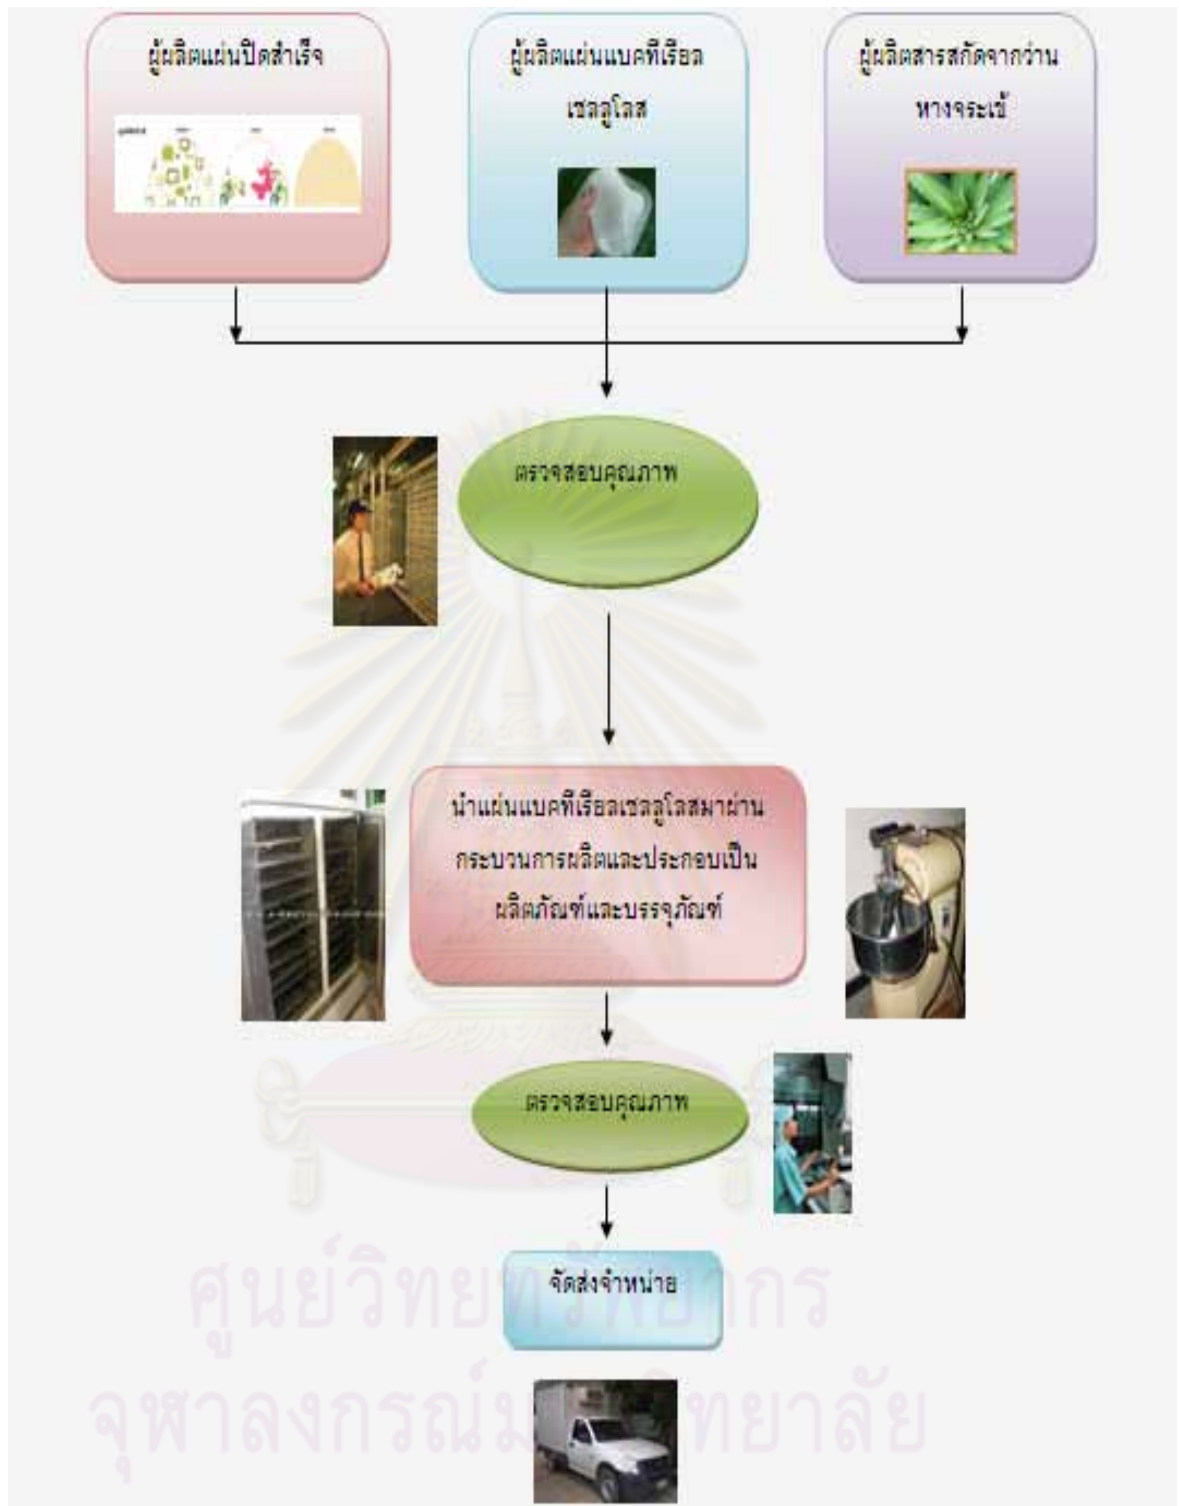 ผู้ผลิตแผ่นปิดสำเร็จ
ผู้ผลิตแผ่นแบคทีเรียล
เซลลูโลส
ผู้ผลิตสารสกัดจากว่าน
หางจระเข้
ตรวจสอบคุณภาพ
นำแผ่นแบคทีเรียลเซลลูโลสมาผ่าน
กระบวนการผลิตและประกอบเป็น
ผลิตภัณฑ์และบรรจุภัณฑ์
ตรวจสอบคุณภาพ
จัดส่งจำหน่าย
ศูนย์วิทยทรัพยากร
จุฬาลงกรณ์มหาวิทยาลัย